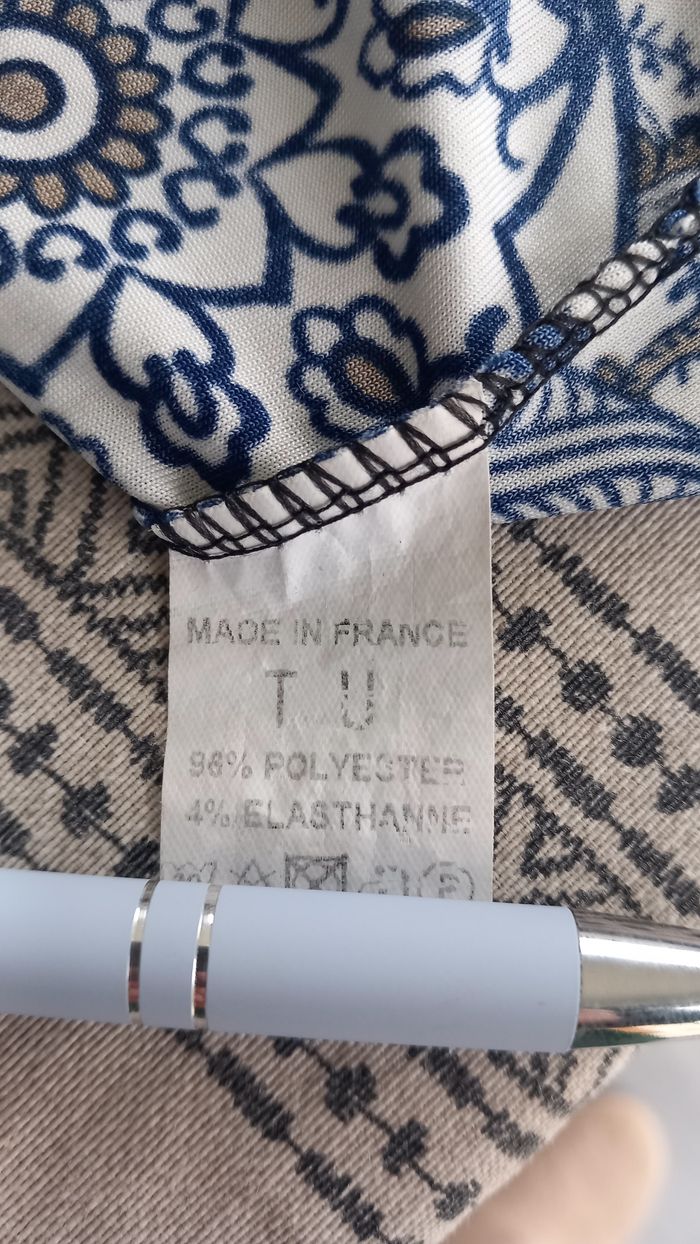 MADE IN FRANCE
T U
96% POLYESTER
4% ELASTHANNE